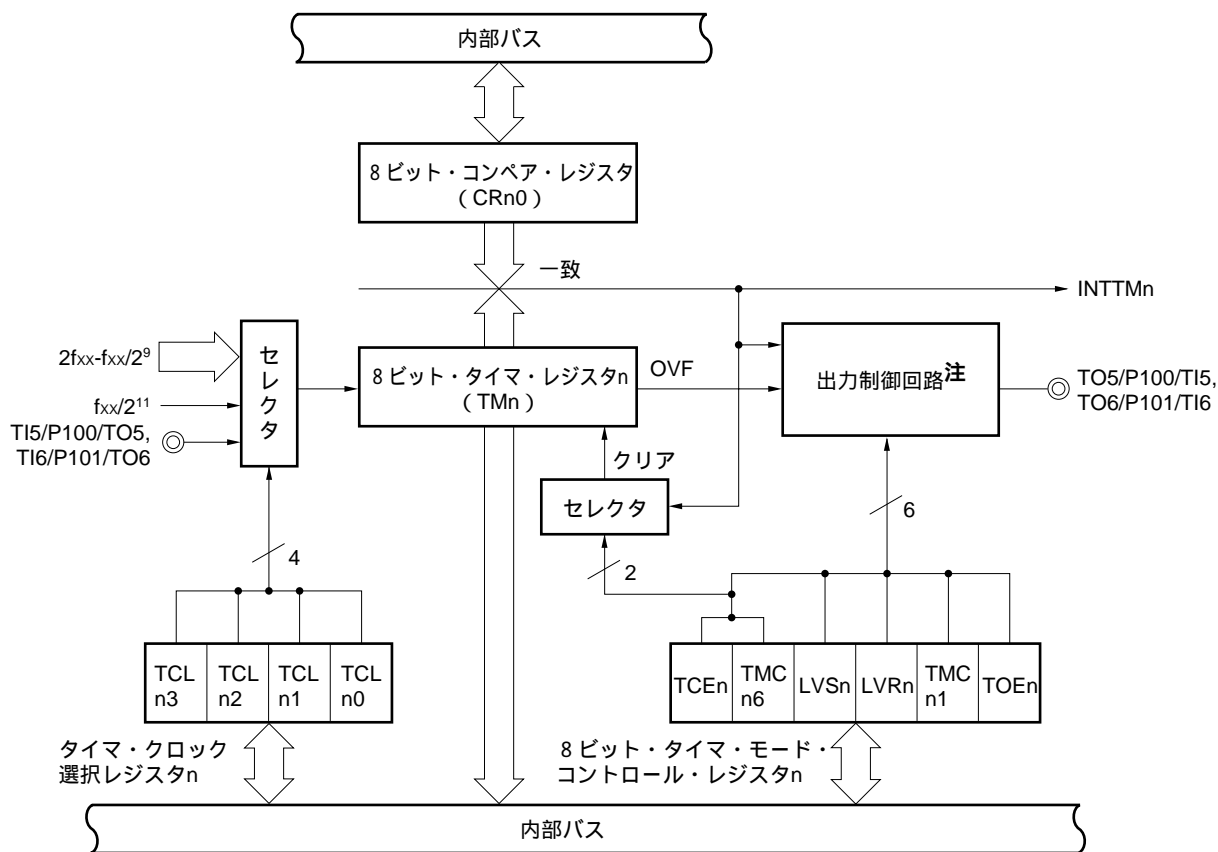 内部バス
8ビット・コンペア・レジスタ
(CRn0)
一致
INTTMn
2fxx-fxx/2⁹
fxx/2¹¹
TI5/P100/TO5,
TI6/P101/TO6
セレクタ
8ビット・タイマ・レジスタn
(TMn)
OVF
出力制御回路注
TO5/P100/TI5,
TO6/P101/TI6
クリア
セレクタ
4
2
6
TCL
n3
TCL
n2
TCL
n1
TCL
n0
TCEn
TMC
n6
LVSn
LVRn
TMC
n1
TOEn
タイマ・クロック
選択レジスタn
8ビット・タイマ・モード・
コントロール・レジスタn
内部バス